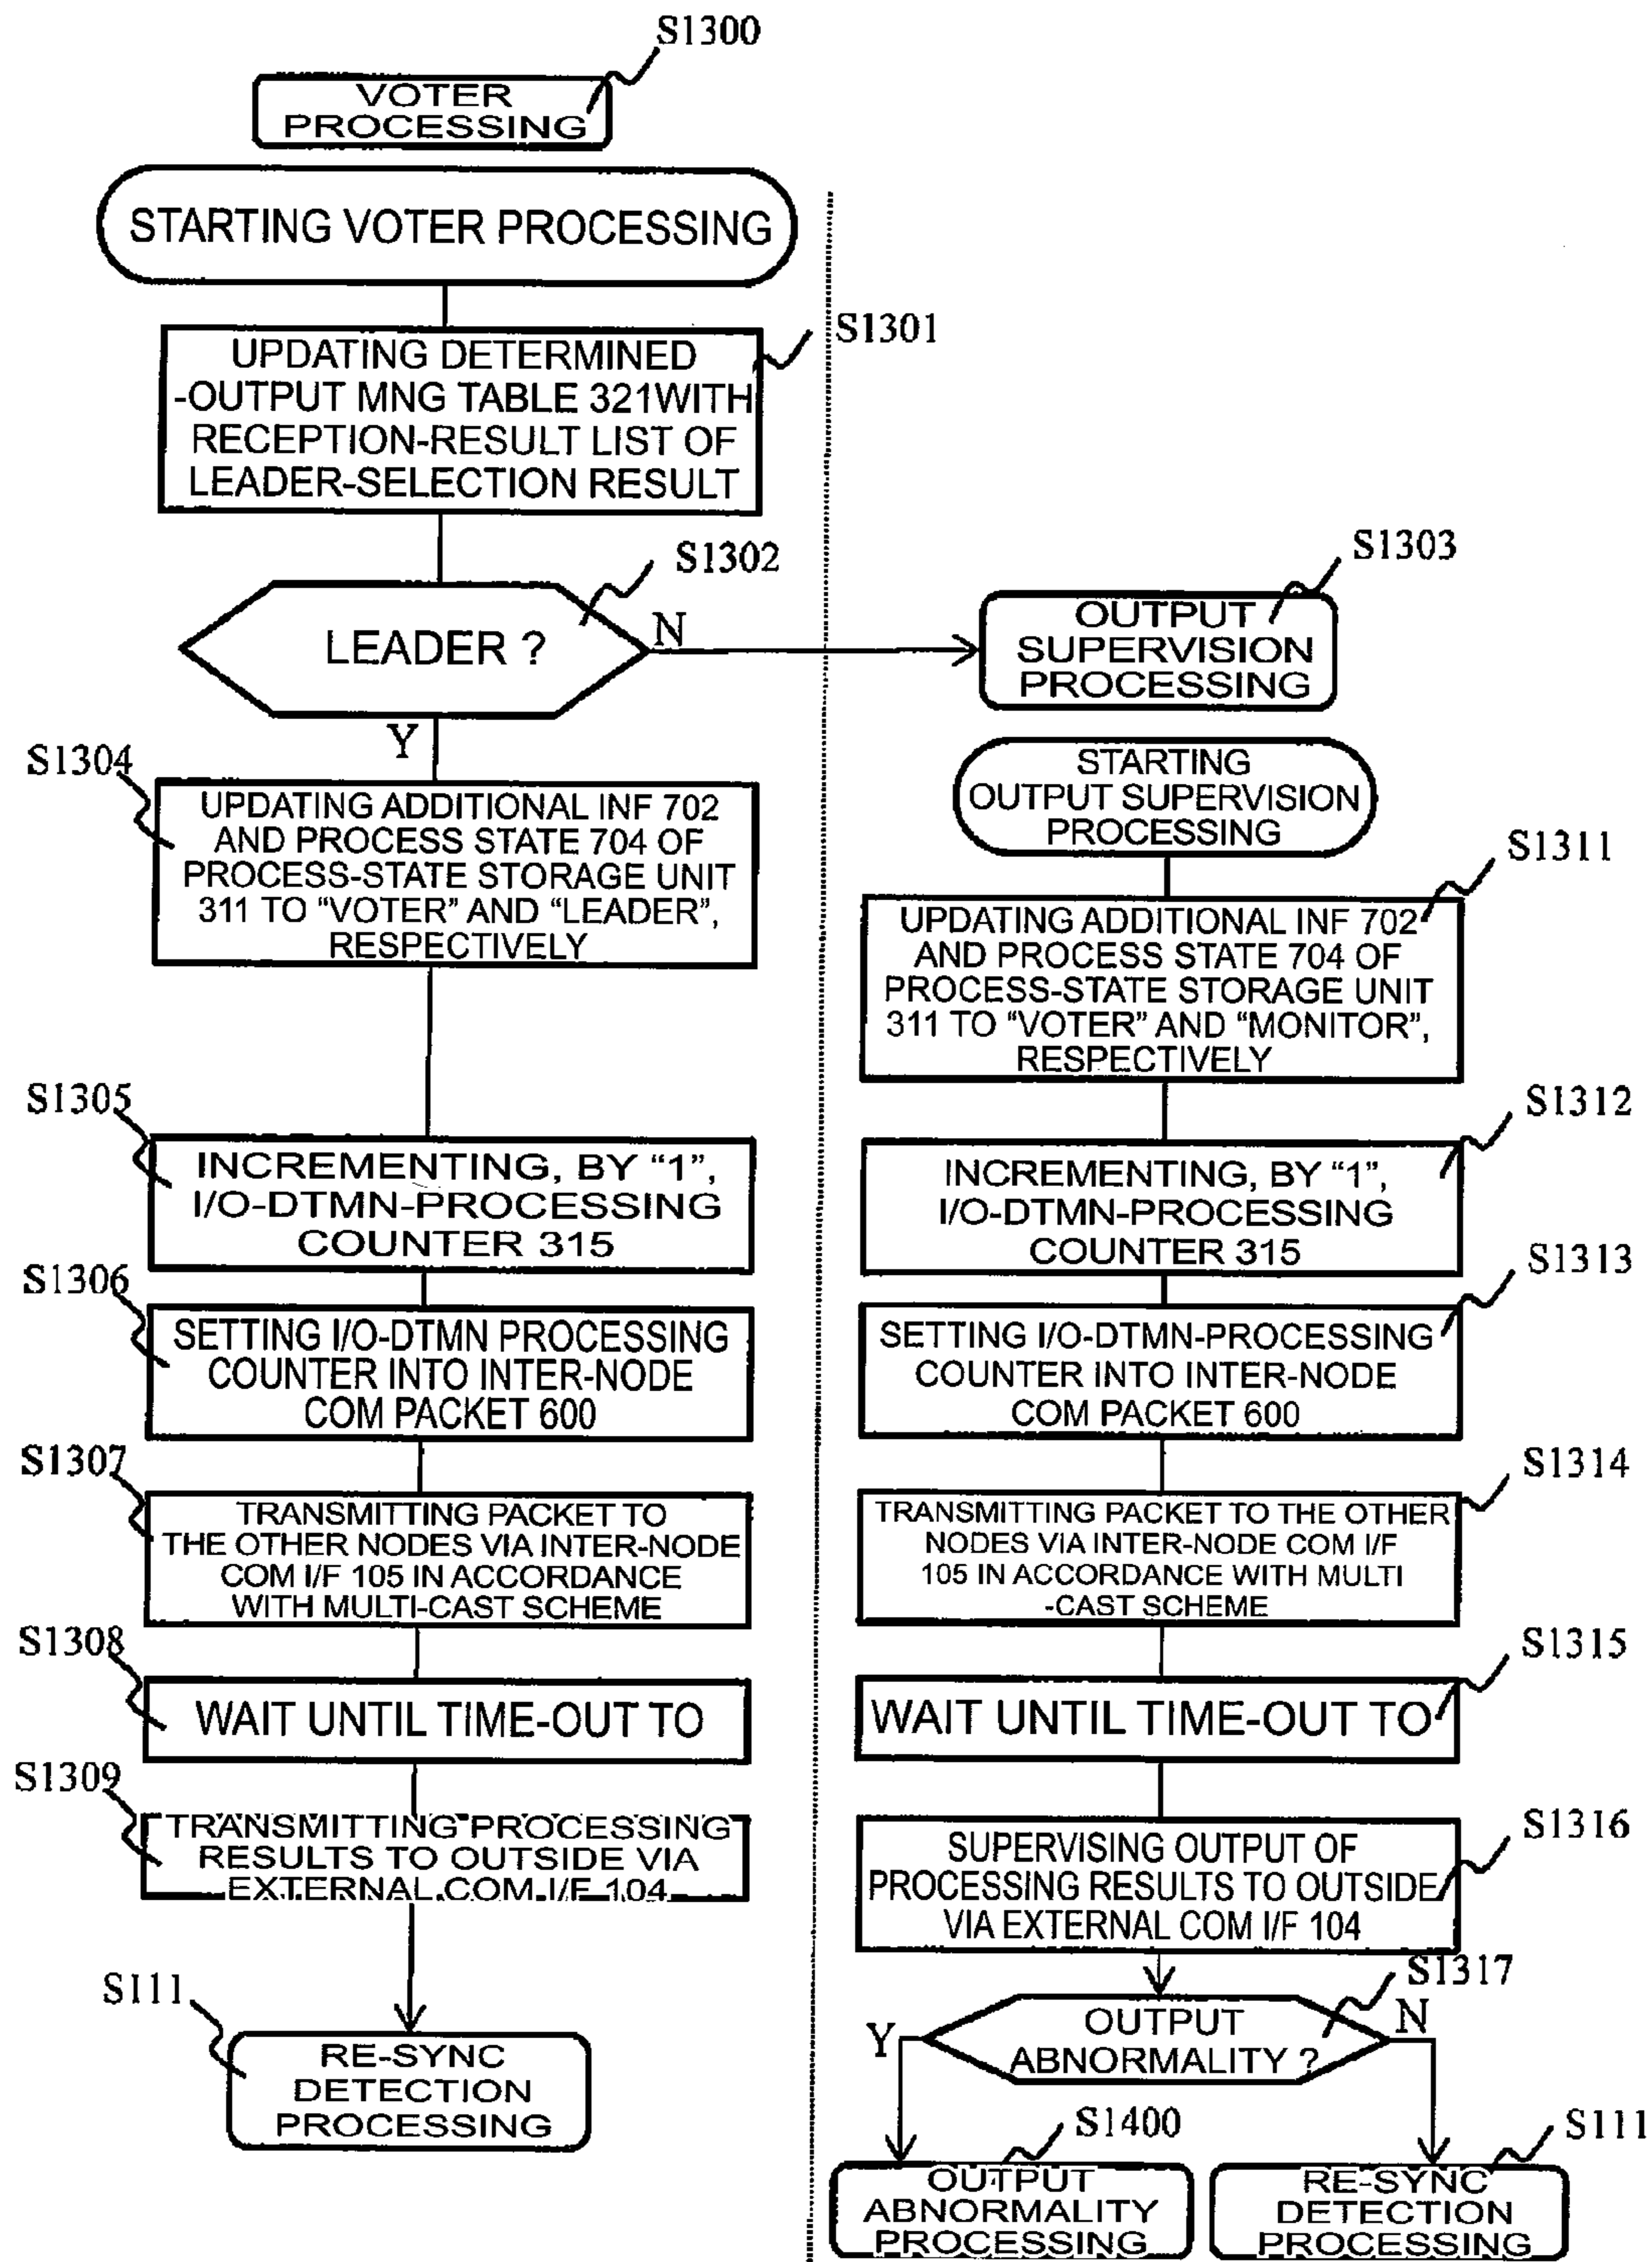 S1300
VOTER
PROCESSING
STARTING VOTER PROCESSING
S1301
UPDATING DETERMINED
-OUTPUT MNG TABLE 321WITH
RECEPTION-RESULT LIST OF
LEADER-SELECTION RESULT
S1302
LEADER ?
N
Y
S1304
UPDATING ADDITIONAL INF 702
AND PROCESS STATE 704 OF
PROCESS-STATE STORAGE UNIT
311 TO “VOTER” AND “LEADER”,
RESPECTIVELY
S1305
INCREMENTING, BY “1”,
I/O-DTMN-PROCESSING
COUNTER 315
S1306
SETTING I/O-DTMN PROCESSING
COUNTER INTO INTER-NODE
COM PACKET 600
S1307
TRANSMITTING PACKET TO
THE OTHER NODES VIA INTER-NODE
COM I/F 105 IN ACCORDANCE
WITH MULTI-CAST SCHEME
S1308
WAIT UNTIL TIME-OUT TO
S1309
TRANSMITTING PROCESSING
RESULTS TO OUTSIDE VIA
EXTERNAL COM I/F 104
S111
RE-SYNC
DETECTION
PROCESSING
S1303
OUTPUT
SUPERVISION
PROCESSING
STARTING
OUTPUT SUPERVISION
PROCESSING
S1311
UPDATING ADDITIONAL INF 702
AND PROCESS STATE 704 OF
PROCESS-STATE STORAGE UNIT
311 TO “VOTER” AND “MONITOR”,
RESPECTIVELY
S1312
INCREMENTING, BY “1”,
I/O-DTMN-PROCESSING
COUNTER 315
S1313
SETTING I/O-DTMN-PROCESSING
COUNTER INTO INTER-NODE
COM PACKET 600
S1314
TRANSMITTING PACKET TO THE OTHER
NODES VIA INTER-NODE COM I/F
105 IN ACCORDANCE WITH MULTI
-CAST SCHEME
S1315
WAIT UNTIL TIME-OUT TO
S1316
SUPERVISING OUTPUT OF
PROCESSING RESULTS TO OUTSIDE
VIA EXTERNAL COM I/F 104
S1317
OUTPUT
ABNORMALITY ?
Y
N
S1400
OUTPUT
ABNORMALITY
PROCESSING
S111
RE-SYNC
DETECTION
PROCESSING